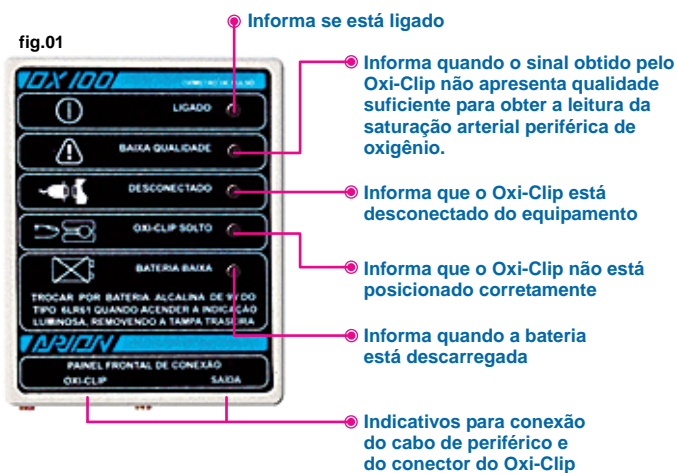 Informa se está ligado
fig.01
Informa quando o sinal obtido pelo
Oxi-Clip não apresenta qualidade
suficiente para obter a leitura da
saturação arterial periférica de
oxigênio.
OX 100
OXÍMETRO DE PULSO
LIGADO
BAIXA QUALIDADE
DESCONECTADO
Informa que o Oxi-Clip está
desconectado do equipamento
OXI-CLIP SOLTO
Informa que o Oxi-Clip não está
posicionado corretamente
BATERIA BAIXA
TROCAR POR BATERIA ALCALINA DE 9V DO
TIPO 6LR61 QUANDO ACENDER A INDICAÇÃO
LUMINOSA, REMOVENDO A TAMPA TRASEIRA
Informa quando a bateria
está descarregada
ARION
PAINEL FRONTAL DE CONEXÃO
OXI-CLIP SAÍDA
Indicativos para conexão
do cabo de periférico e
do conector do Oxi-Clip